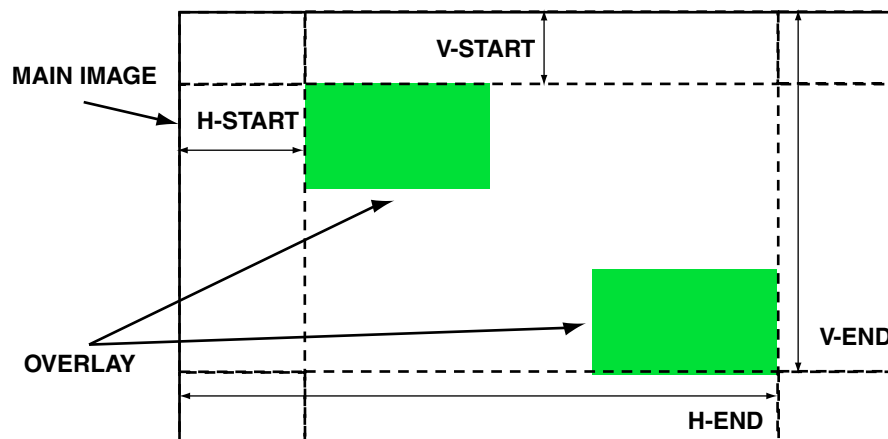 V-START
MAIN IMAGE
H-START
V-END
OVERLAY
H-END